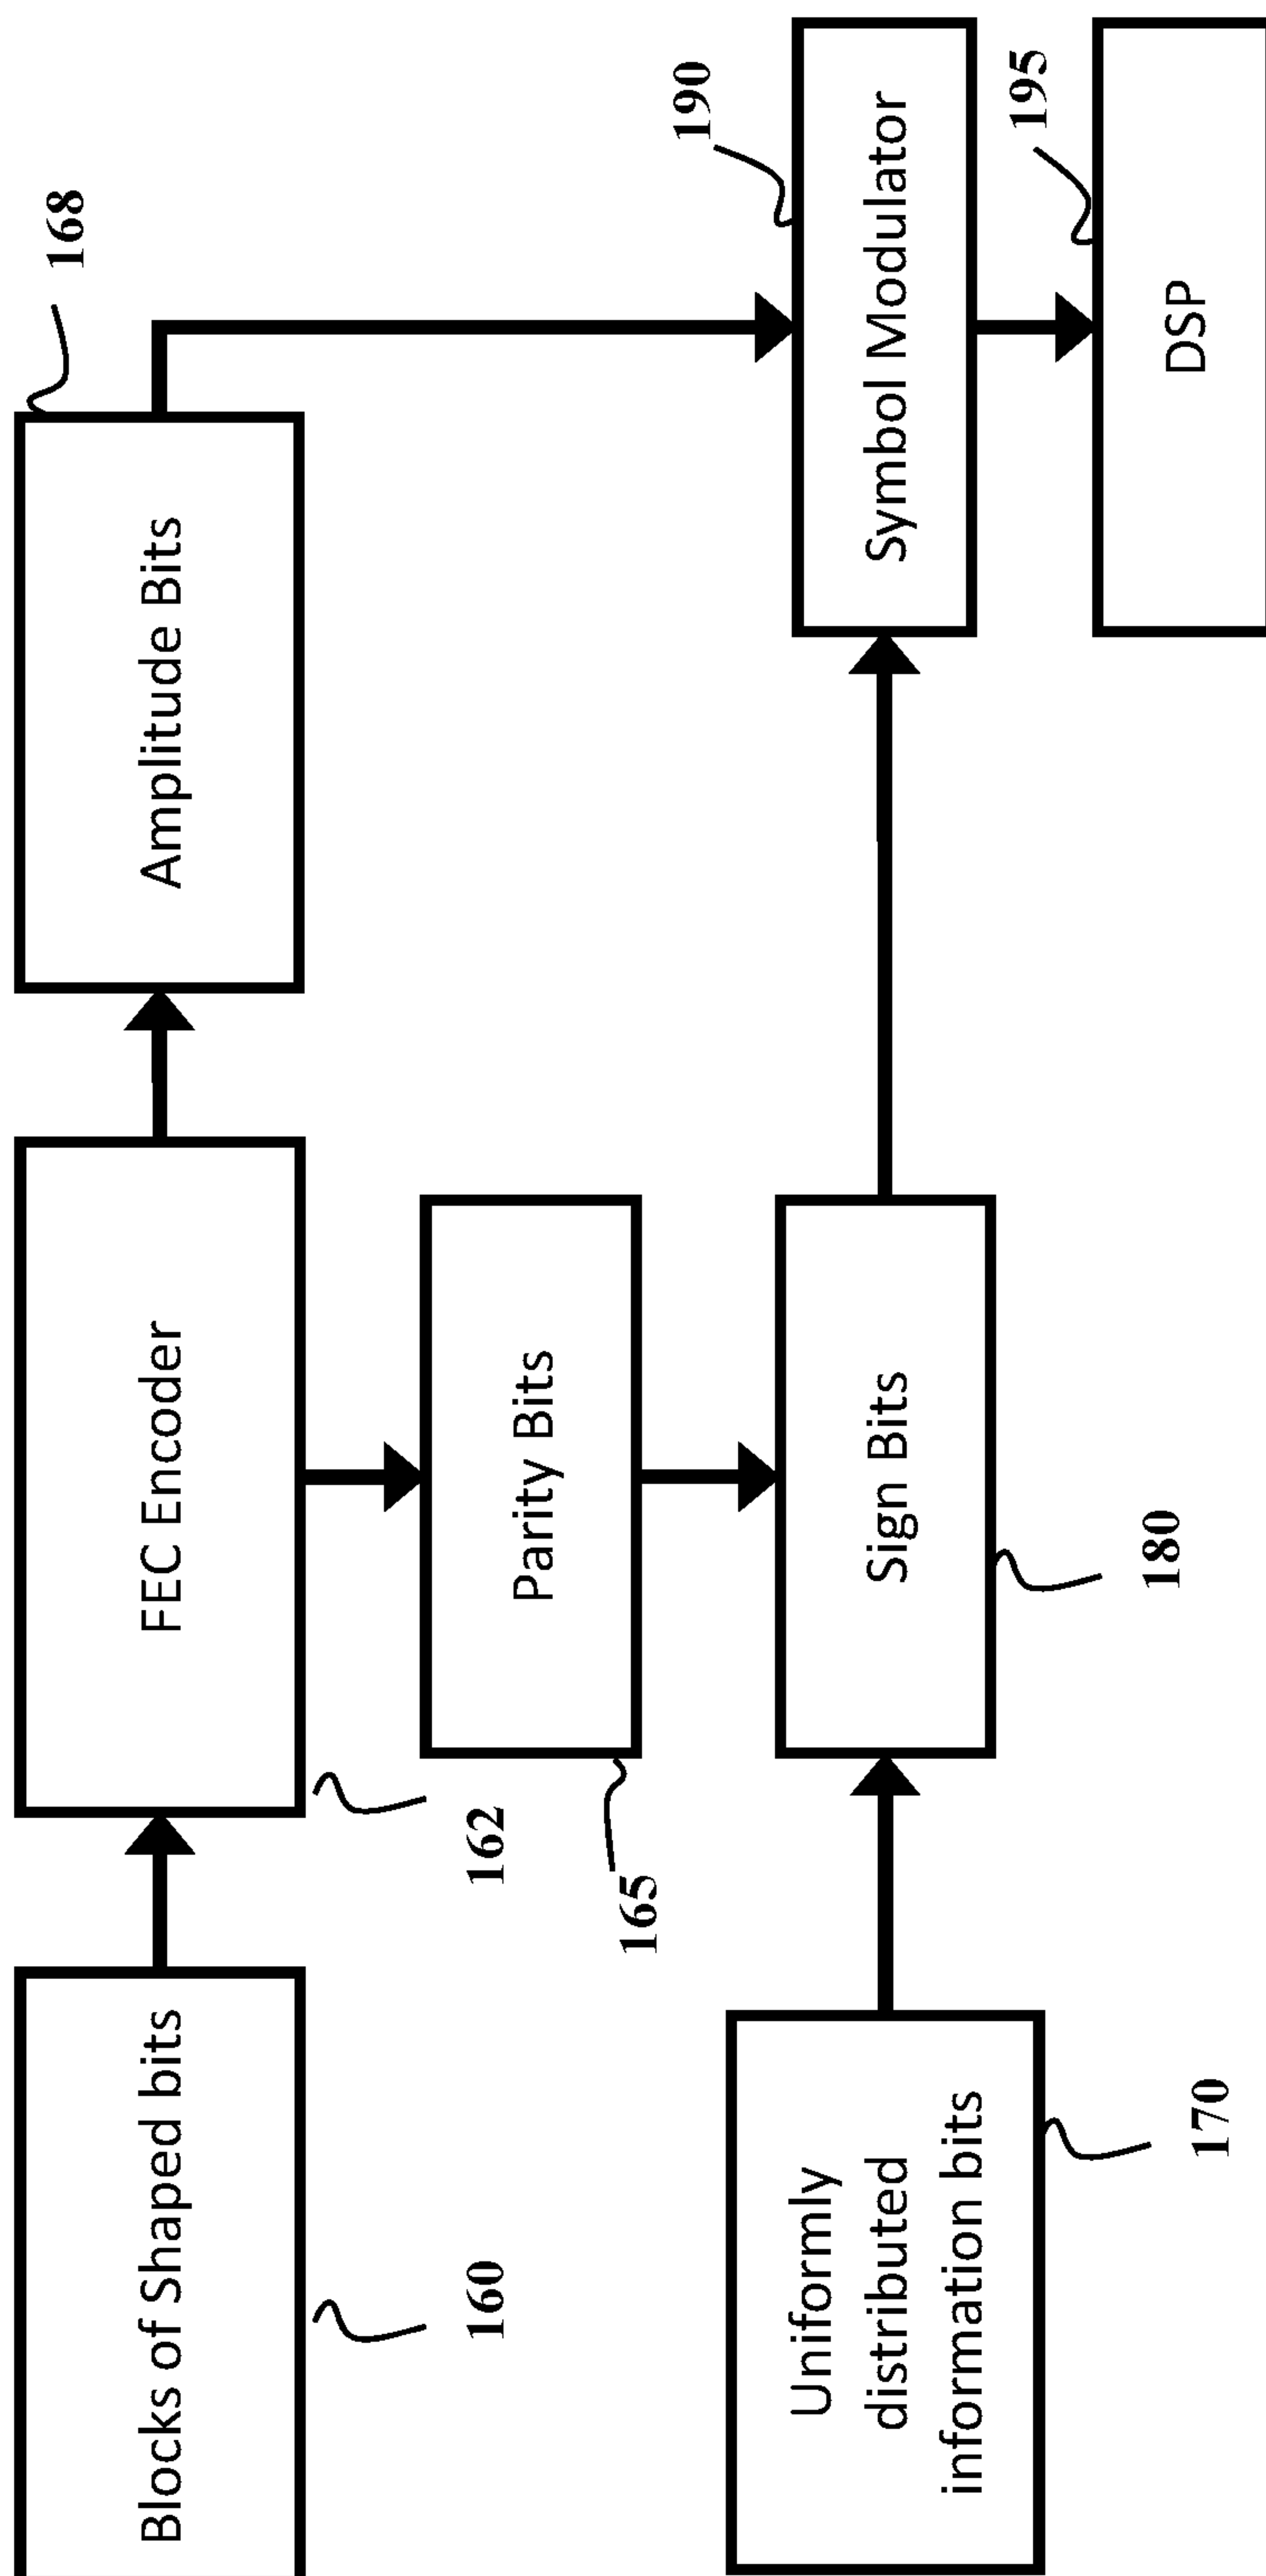 Blocks of Shaped bits
160
FEC Encoder
162
Amplitude Bits
168
Parity Bits
165
Uniformly
distributed
information bits
170
Sign Bits
180
Symbol Modulator
190
DSP
195